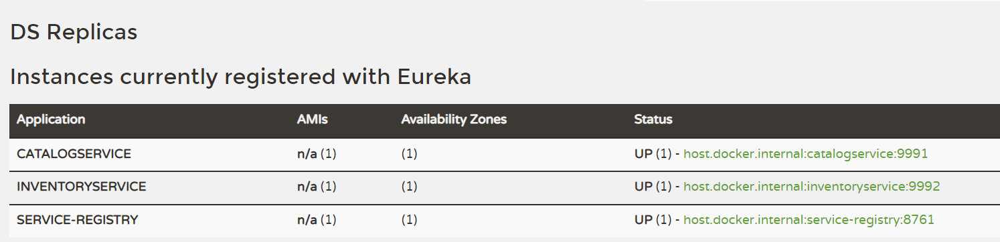 DS Replicas
Instances currently registered with Eureka
Application AMIs Availability Zones Status
CATALOGSERVICE n/a (1) (1) UP (1) - host.docker.internal:catalogservice:9991
INVENTORYSERVICE n/a (1) (1) UP (1) - host.docker.internal:inventoryservice:9992
SERVICE-REGISTRY n/a (1) (1) UP (1) - host.docker.internal:service-registry:8761